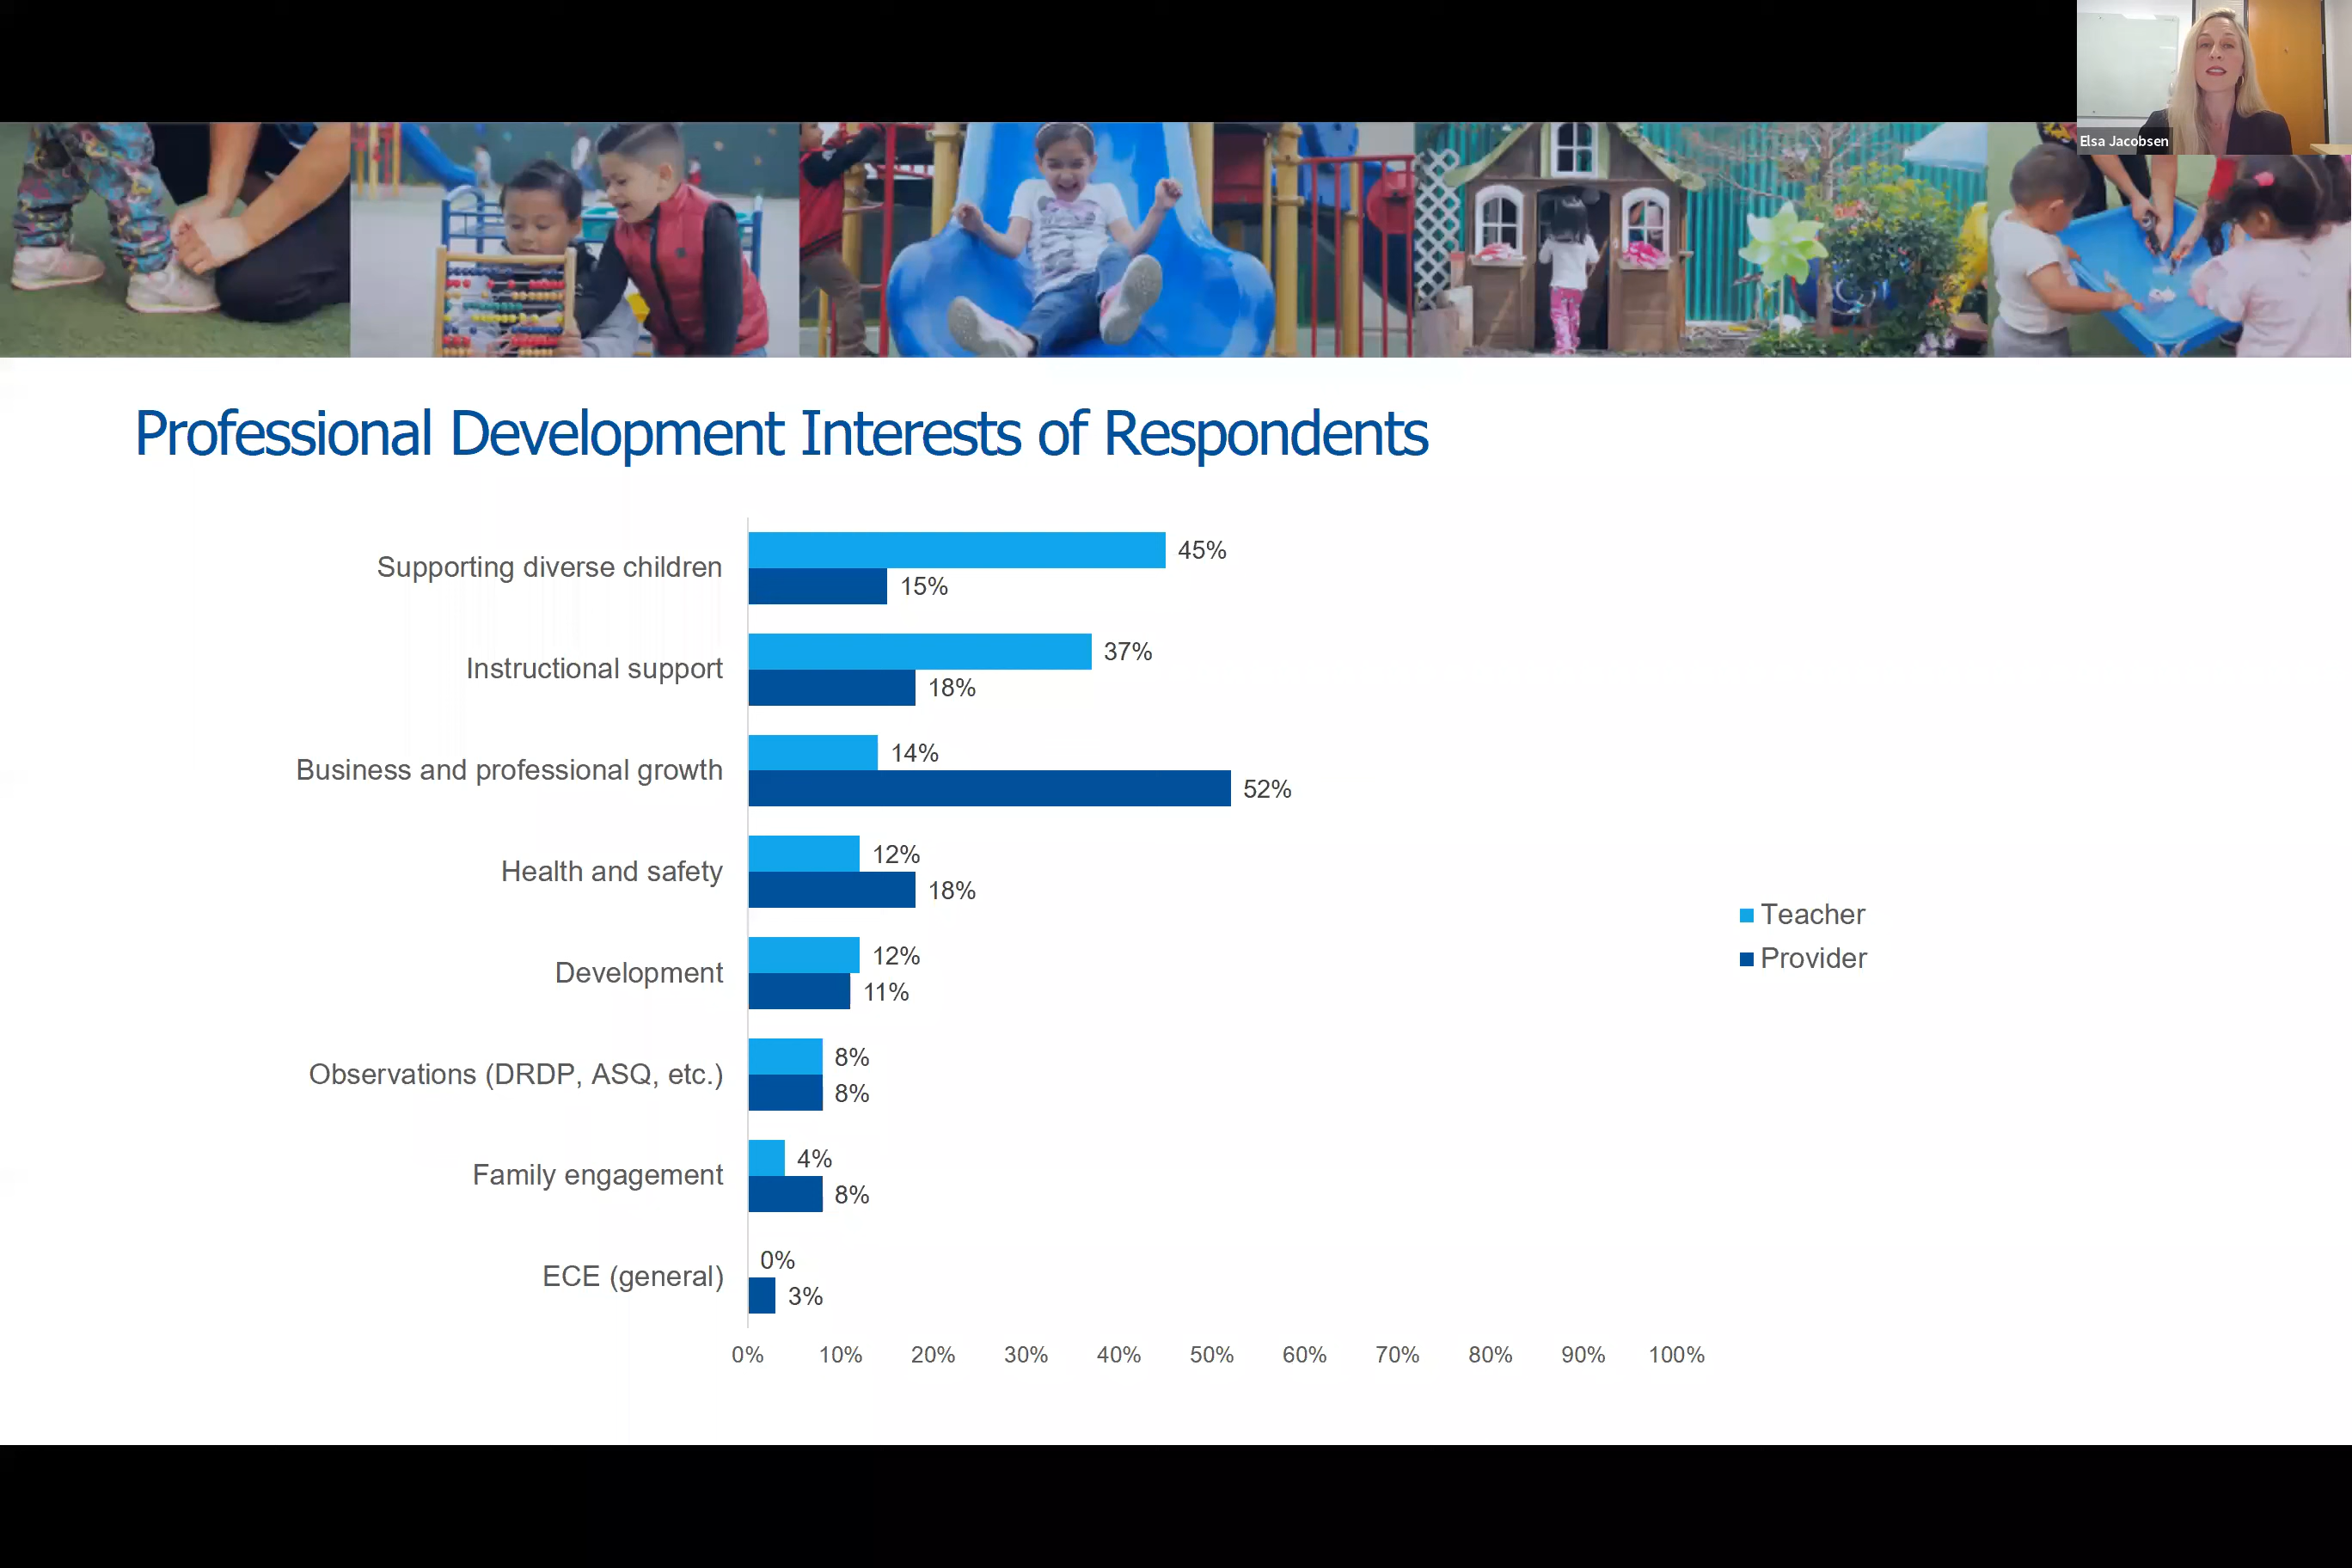 Elsa Jacobsen
Professional Development Interests of Respondents
Supporting diverse children
45%
15%
Instructional support
37%
18%
Business and professional growth
14%
52%
Health and safety
12%
18%
Development
12%
11%
Observations (DRDP, ASQ, etc.)
8%
8%
Family engagement
4%
8%
ECE (general)
0%
3%
Teacher
Provider
0% 10% 20% 30% 40% 50% 60% 70% 80% 90% 100%